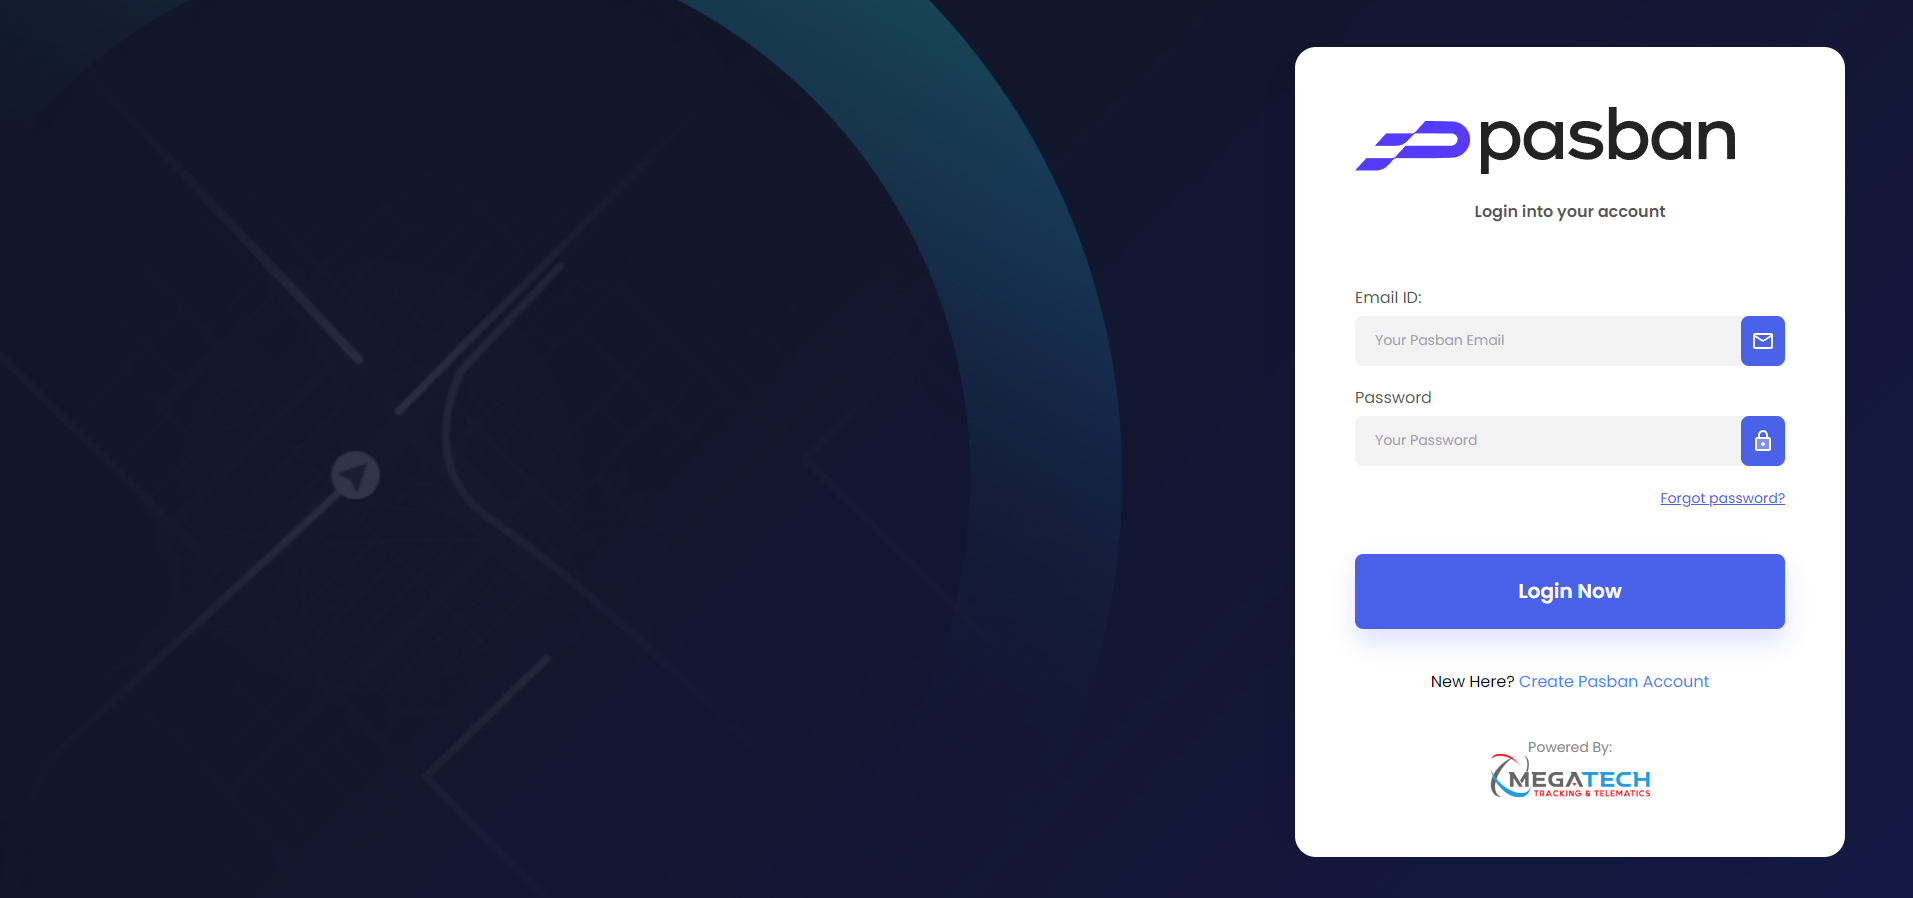 pasban
Login into your account
Email ID:
Your Pasban Email
Password
Your Password
Forgot password?
Login Now
New Here? Create Pasban Account
Powered By:
MEGATECH
TRACKING & TELEMATICS